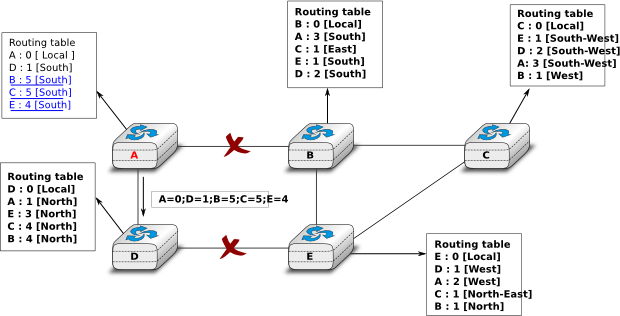 Routing table
A : 0 [ Local ]
D : 1 [South]
B : 5 [South]
C : 5 [South]
E : 4 [South]
Routing table
B : 0 [Local]
A : 3 [South]
C : 1 [East]
E : 1 [South]
D : 2 [South]
Routing table
C : 0 [Local]
E : 1 [South-West]
D : 2 [South-West]
A: 3 [South-West]
B : 1 [West]
A
B
C
A=0;D=1;B=5;C=5;E=4
Routing table
D : 0 [Local]
A : 1 [North]
E : 3 [North]
C : 4 [North]
B : 4 [North]
D
E
Routing table
E : 0 [Local]
D : 1 [West]
A : 2 [West]
C : 1 [North-East]
B : 1 [North]